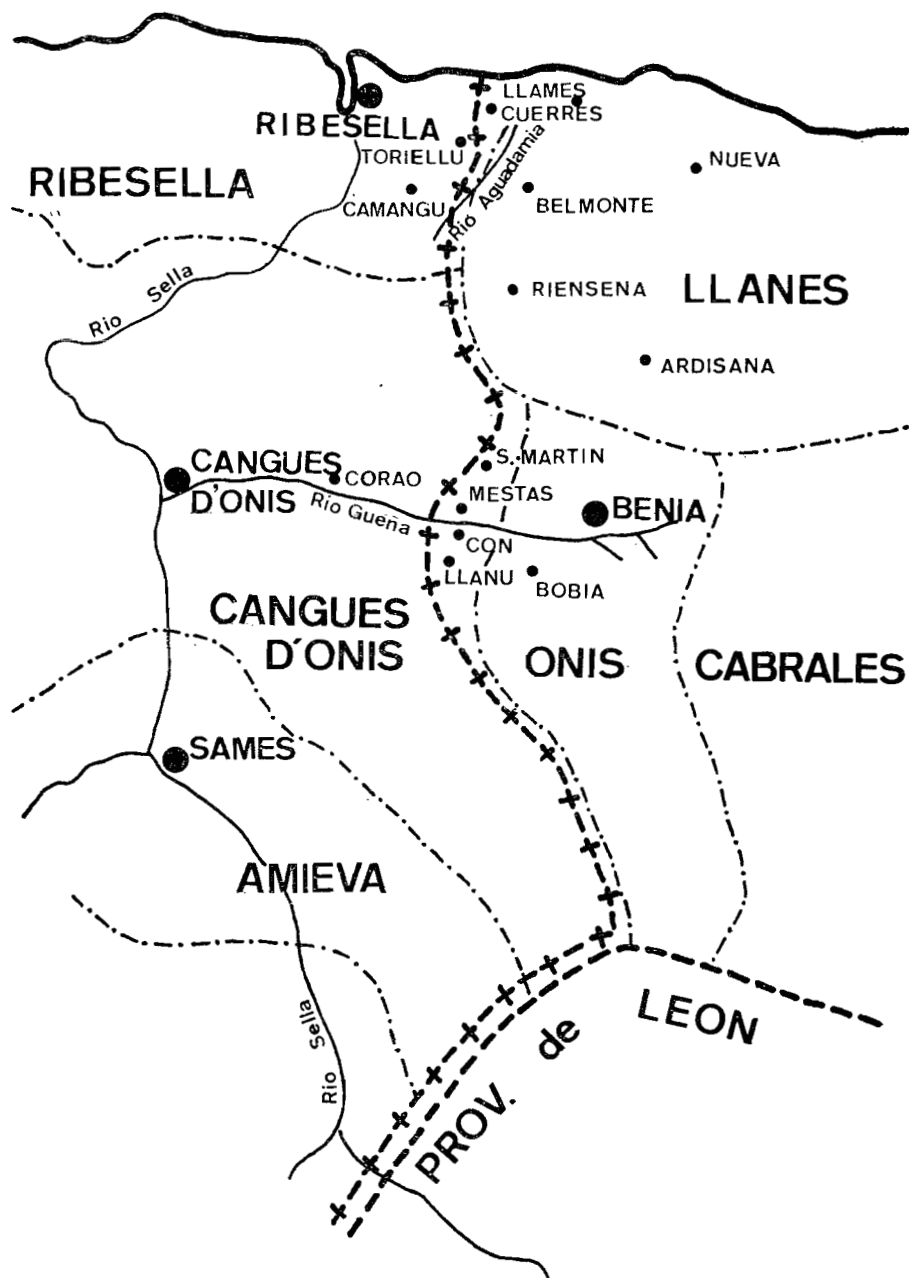 LLAMES
CUERRES
RIBESELLA
TORIELLU
NUEVA
RIBESELLA
CAMANGU
Rio Aguadamia
BELMONTE
Rio Sella
RIENSENA
LLANES
ARDISANA
CANGUES
D'ONIS
CORAO
S. MARTIN
MESTAS
Rio Gueña
BENIA
CON
LLANU
BOBIA
CANGUES
D'ONIS
ONIS
CABRALES
SAMES
AMIEVA
Rio Sella
PROV. de LEON